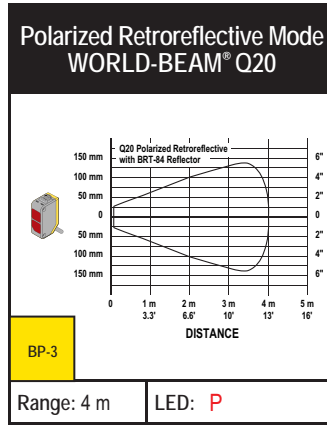 Polarized Retroreflective Mode
WORLD-BEAM® Q20
Q20 Polarized Retroreflective
with BRT-84 Reflector
150 mm
100 mm
50 mm
0
50 mm
100 mm
150 mm
6"
4"
2"
0
2"
4"
6"
0 1 m 2 m 3 m 4 m 5 m
3.3' 6.6' 10' 13' 16'
DISTANCE
BP-3
Range: 4 m LED: P